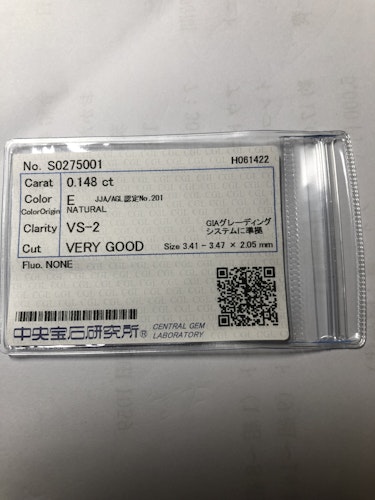 No. S0275001 H061422
Carat 0.148 ct
Color E JJA/AGL認定No.201
ColorOrigin NATURAL
Clarity VS-2 GIAグレーディング
システムに準拠
Cut VERY GOOD Size 3.41 - 3.47 × 2.05 mm
Fluo. NONE
中央宝石研究所® CENTRAL GEM
LABORATORY